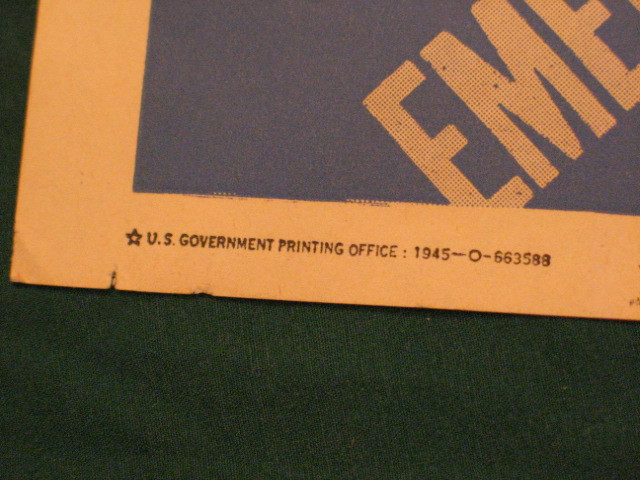 EME
☆ U.S. GOVERNMENT PRINTING OFFICE : 1945—O-663588